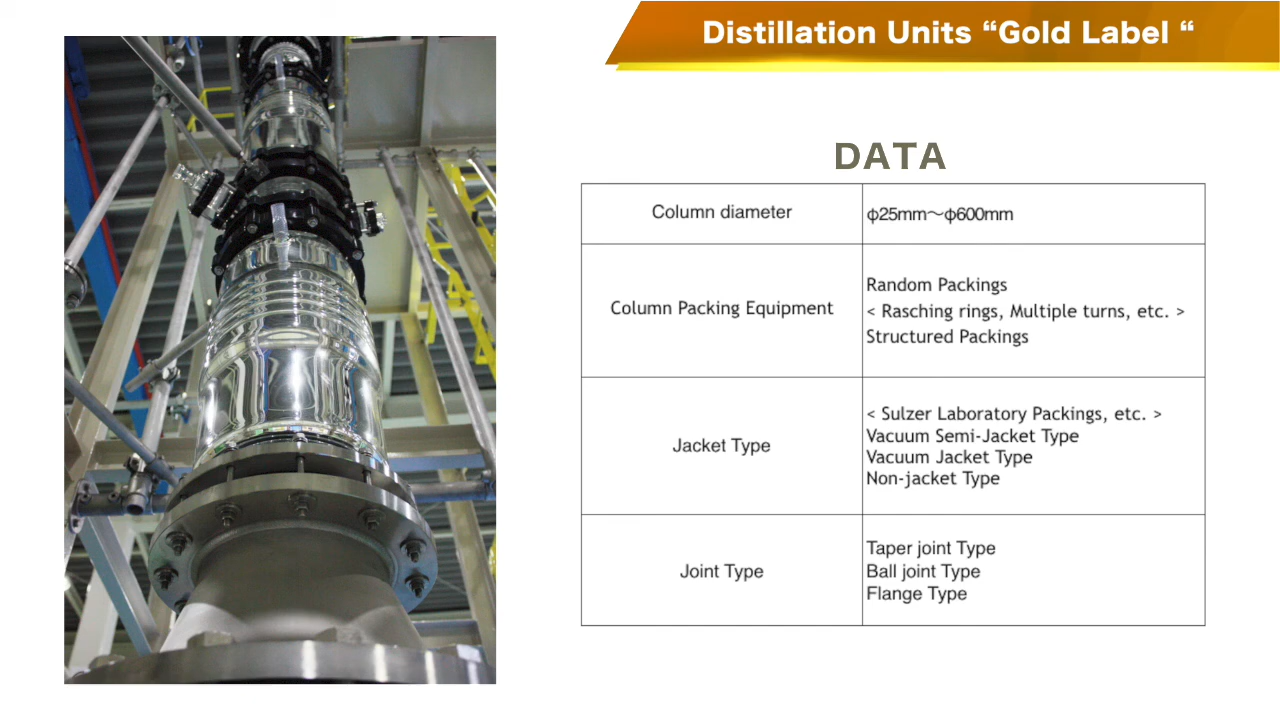 Distillation Units “Gold Label “
DATA
Column diameter
φ25mm～φ600mm
Column Packing Equipment
Random Packings
< Rasching rings, Multiple turns, etc. >
Structured Packings
Jacket Type
< Sulzer Laboratory Packings, etc. >
Vacuum Semi-Jacket Type
Vacuum Jacket Type
Non-jacket Type
Joint Type
Taper joint Type
Ball joint Type
Flange Type